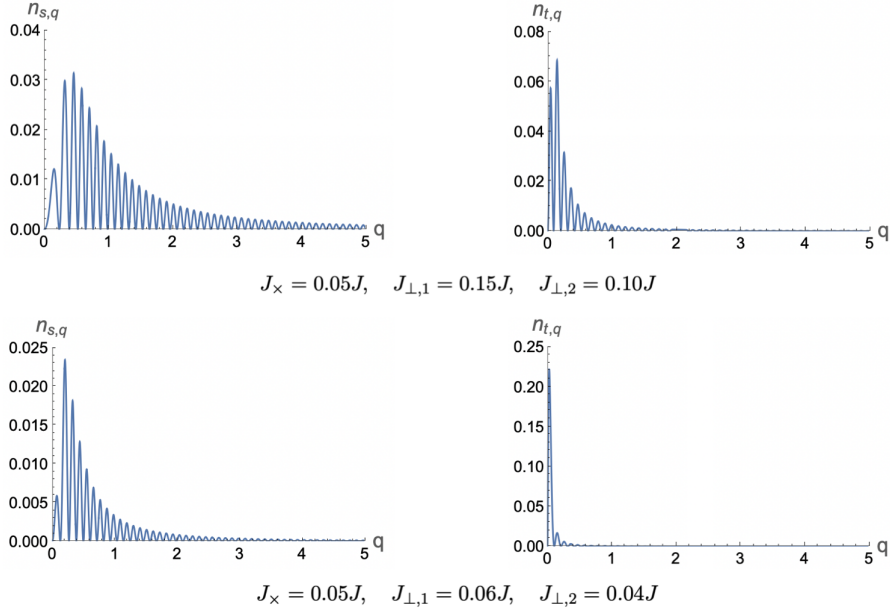 n_{s,q} n_{t,q}
0.04 0.08
0.03 0.06
0.02 0.04
0.01 0.02
0.00 0.00
0 1 2 3 4 5 q 0 1 2 3 4 5 q
J_× = 0.05J, J_{⊥,1} = 0.15J, J_{⊥,2} = 0.10J
n_{s,q} n_{t,q}
0.025 0.25
0.020 0.20
0.015 0.15
0.010 0.10
0.005 0.05
0.000 0.00
0 1 2 3 4 5 q 0 1 2 3 4 5 q
J_× = 0.05J, J_{⊥,1} = 0.06J, J_{⊥,2} = 0.04J